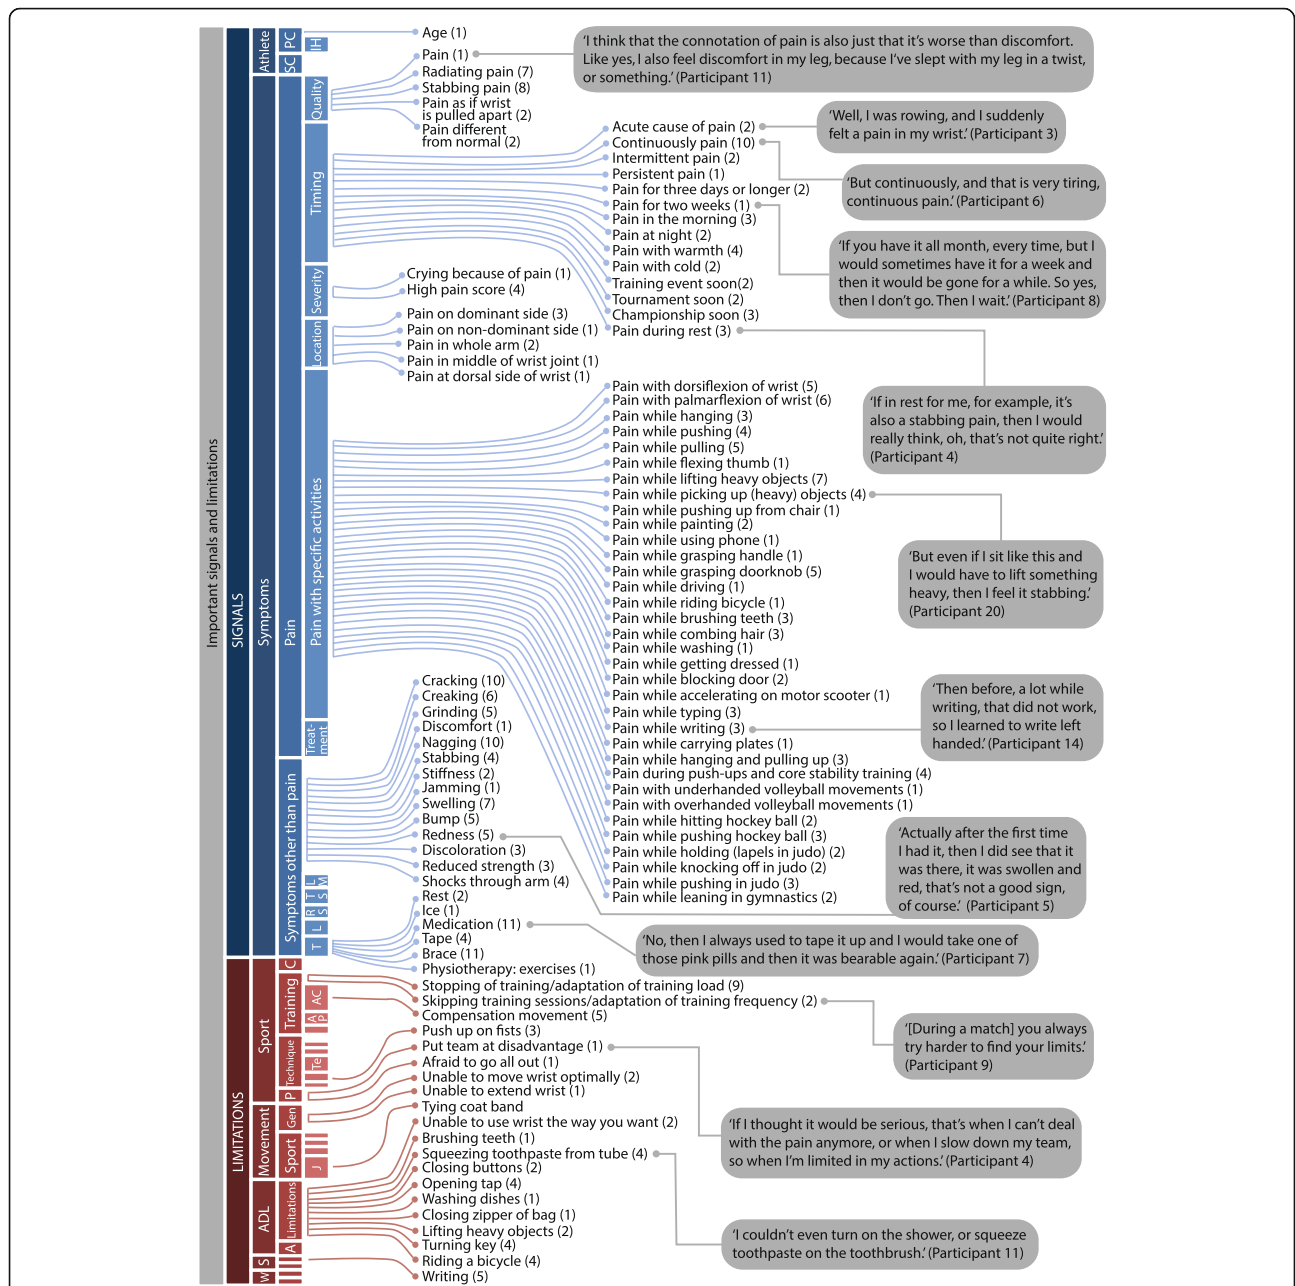 Important signals and limitations
SIGNALS
LIMITATIONS
Athlete
Symptoms
Sport
Movement
ADL
S
W
PC
SC
Pain
Symptoms other than pain
C
Training
Technique
P
Gen
Sport
Limitations
A
IH
Quality
Timing
Severity
Location
Pain with specific activities
Treat-
ment
L M
T S
R S
L
T
AC
A P
Te
J
Age (1)
Pain (1)
Radiating pain (7)
Stabbing pain (8)
Pain as if wrist
is pulled apart (2)
Pain different
from normal (2)
Acute cause of pain (2)
Continuously pain (10)
Intermittent pain (2)
Persistent pain (1)
Pain for three days or longer (2)
Pain for two weeks (1)
Pain in the morning (3)
Pain at night (2)
Pain with warmth (4)
Pain with cold (2)
Training event soon(2)
Tournament soon (2)
Championship soon (3)
Pain during rest (3)
Crying because of pain (1)
High pain score (4)
Pain on dominant side (3)
Pain on non-dominant side (1)
Pain in whole arm (2)
Pain in middle of wrist joint (1)
Pain at dorsal side of wrist (1)
Pain with dorsiflexion of wrist (5)
Pain with palmarflexion of wrist (6)
Pain while hanging (3)
Pain while pushing (4)
Pain while pulling (5)
Pain while flexing thumb (1)
Pain while lifting heavy objects (7)
Pain while picking up (heavy) objects (4)
Pain while pushing up from chair (1)
Pain while painting (2)
Pain while using phone (1)
Pain while grasping handle (1)
Pain while grasping doorknob (5)
Pain while driving (1)
Pain while riding bicycle (1)
Pain while brushing teeth (3)
Pain while combing hair (3)
Pain while washing (1)
Pain while getting dressed (1)
Pain while blocking door (2)
Pain while accelerating on motor scooter (1)
Pain while typing (3)
Pain while writing (3)
Pain while carrying plates (1)
Pain while hanging and pulling up (3)
Pain during push-ups and core stability training (4)
Pain with underhanded volleyball movements (1)
Pain with overhanded volleyball movements (1)
Pain while hitting hockey ball (2)
Pain while pushing hockey ball (3)
Pain while holding (lapels in judo) (2)
Pain while knocking off in judo (2)
Pain while pushing in judo (3)
Pain while leaning in gymnastics (2)
Cracking (10)
Creaking (6)
Grinding (5)
Discomfort (1)
Nagging (10)
Stabbing (4)
Stiffness (2)
Jamming (1)
Swelling (7)
Bump (5)
Redness (5)
Discoloration (3)
Reduced strength (3)
Shocks through arm (4)
Rest (2)
Ice (1)
Medication (11)
Tape (4)
Brace (11)
Physiotherapy: exercises (1)
Stopping of training/adaptation of training load (9)
Skipping training sessions/adaptation of training frequency (2)
Compensation movement (5)
Push up on fists (3)
Put team at disadvantage (1)
Afraid to go all out (1)
Unable to move wrist optimally (2)
Unable to extend wrist (1)
Tying coat band
Unable to use wrist the way you want (2)
Brushing teeth (1)
Squeezing toothpaste from tube (4)
Closing buttons (2)
Opening tap (4)
Washing dishes (1)
Closing zipper of bag (1)
Lifting heavy objects (2)
Turning key (4)
Riding a bicycle (4)
Writing (5)
‘I think that the connotation of pain is also just that it’s worse than discomfort.
Like yes, I also feel discomfort in my leg, because I’ve slept with my leg in a twist,
or something.’ (Participant 11)
‘Well, I was rowing, and I suddenly
felt a pain in my wrist.’ (Participant 3)
‘But continuously, and that is very tiring,
continuous pain.’ (Participant 6)
‘If you have it all month, every time, but I
would sometimes have it for a week and
then it would be gone for a while. So yes,
then I don’t go. Then I wait.’ (Participant 8)
‘If in rest for me, for example, it’s
also a stabbing pain, then I would
really think, oh, that’s not quite right.’
(Participant 4)
‘But even if I sit like this and
I would have to lift something
heavy, then I feel it stabbing.’
(Participant 20)
‘Then before, a lot while
writing, that did not work,
so I learned to write left
handed.’ (Participant 14)
‘Actually after the first time
I had it, then I did see that it
was there, it was swollen and
red, that’s not a good sign,
of course.’ (Participant 5)
‘No, then I always used to tape it up and I would take one of
those pink pills and then it was bearable again.’ (Participant 7)
‘[During a match] you always
try harder to find your limits.’
(Participant 9)
‘If I thought it would be serious, that’s when I can’t deal
with the pain anymore, or when I slow down my team,
so when I’m limited in my actions.’ (Participant 4)
‘I couldn’t even turn on the shower, or squeeze
toothpaste on the toothbrush.’ (Participant 11)